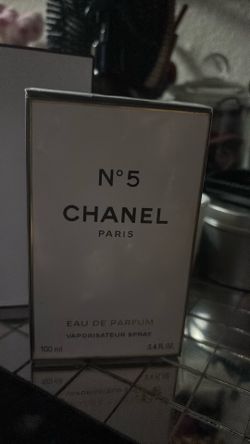 N°5
CHANEL
PARIS
EAU DE PARFUM
VAPORISATEUR SPRAY
100 ml 3.4 FL.OZ.